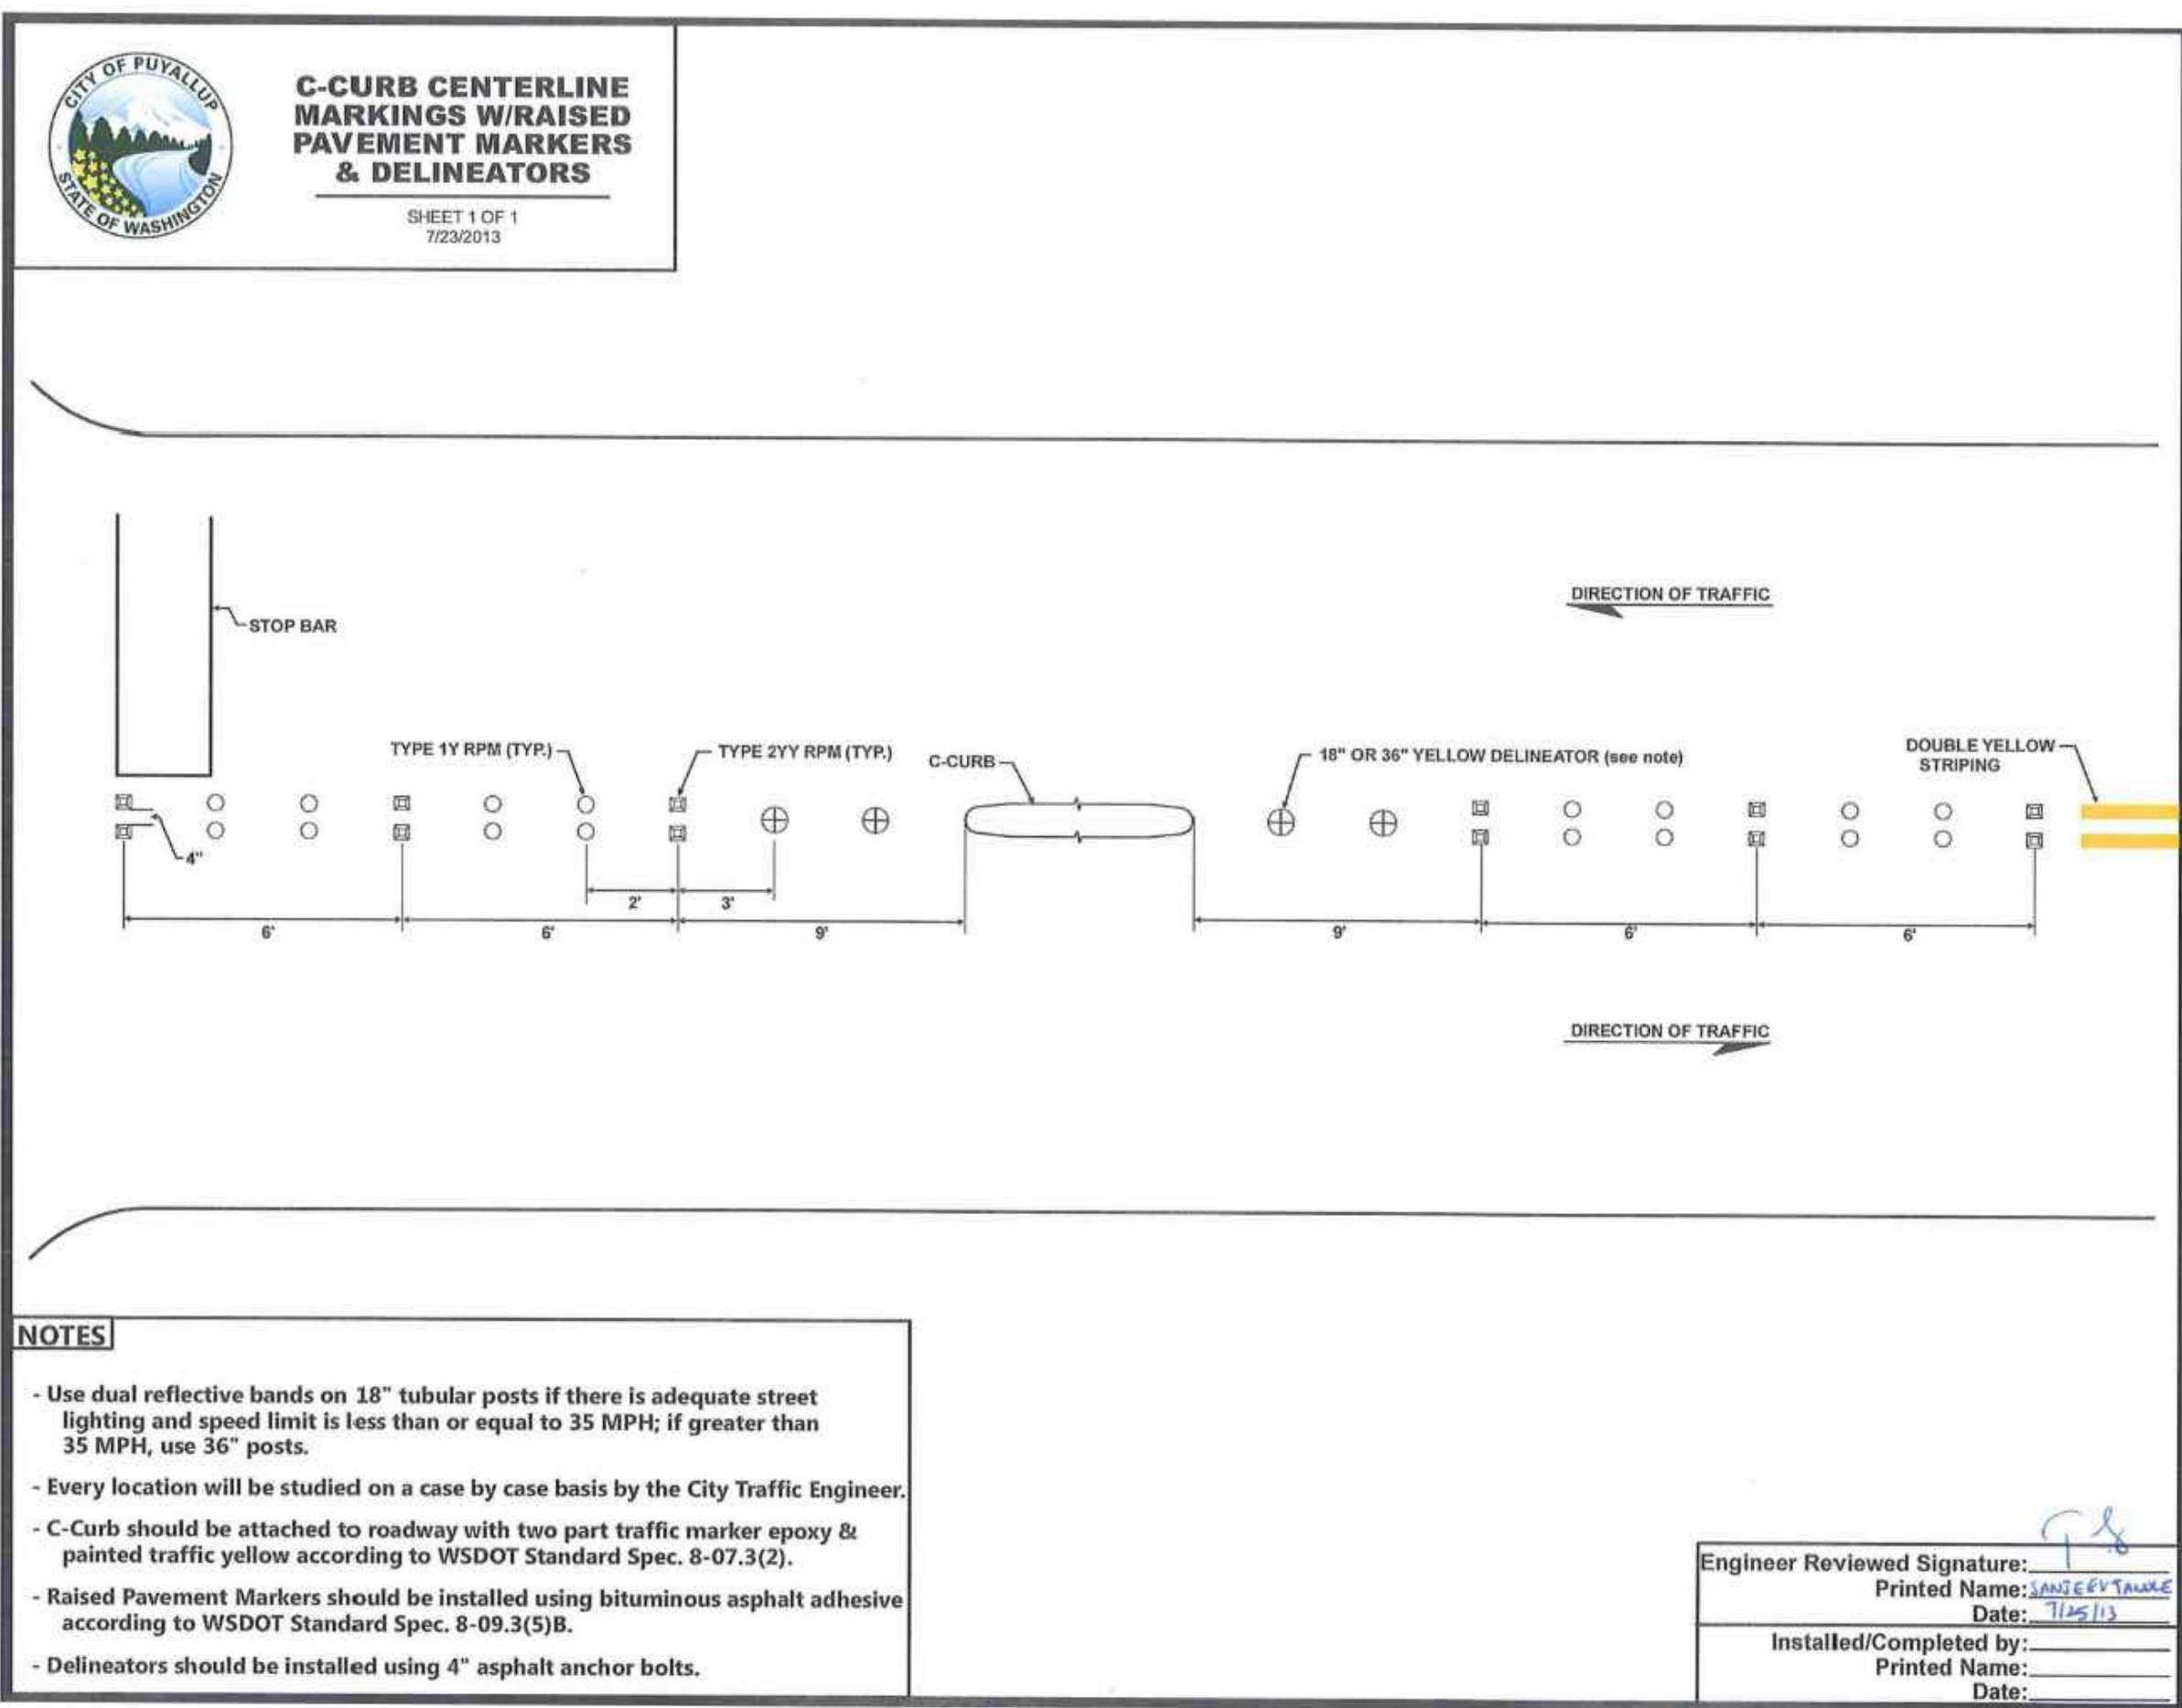 CITY OF PUYALLUP
STATE OF WASHINGTON
C-CURB CENTERLINE
MARKINGS W/RAISED
PAVEMENT MARKERS
& DELINEATORS
SHEET 1 OF 1
7/23/2013
DIRECTION OF TRAFFIC
STOP BAR
TYPE 1Y RPM (TYP.)
TYPE 2YY RPM (TYP.)
C-CURB
18" OR 36" YELLOW DELINEATOR (see note)
DOUBLE YELLOW
STRIPING
4"
2'
3'
6'
6'
9'
9'
6'
6'
DIRECTION OF TRAFFIC
NOTES
- Use dual reflective bands on 18" tubular posts if there is adequate street
lighting and speed limit is less than or equal to 35 MPH; if greater than
35 MPH, use 36" posts.
- Every location will be studied on a case by case basis by the City Traffic Engineer.
- C-Curb should be attached to roadway with two part traffic marker epoxy &
painted traffic yellow according to WSDOT Standard Spec. 8-07.3(2).
- Raised Pavement Markers should be installed using bituminous asphalt adhesive
according to WSDOT Standard Spec. 8-09.3(5)B.
- Delineators should be installed using 4" asphalt anchor bolts.
Engineer Reviewed Signature:
Printed Name: SANJEEV
Date: 7/25/13
Installed/Completed by:
Printed Name:
Date: